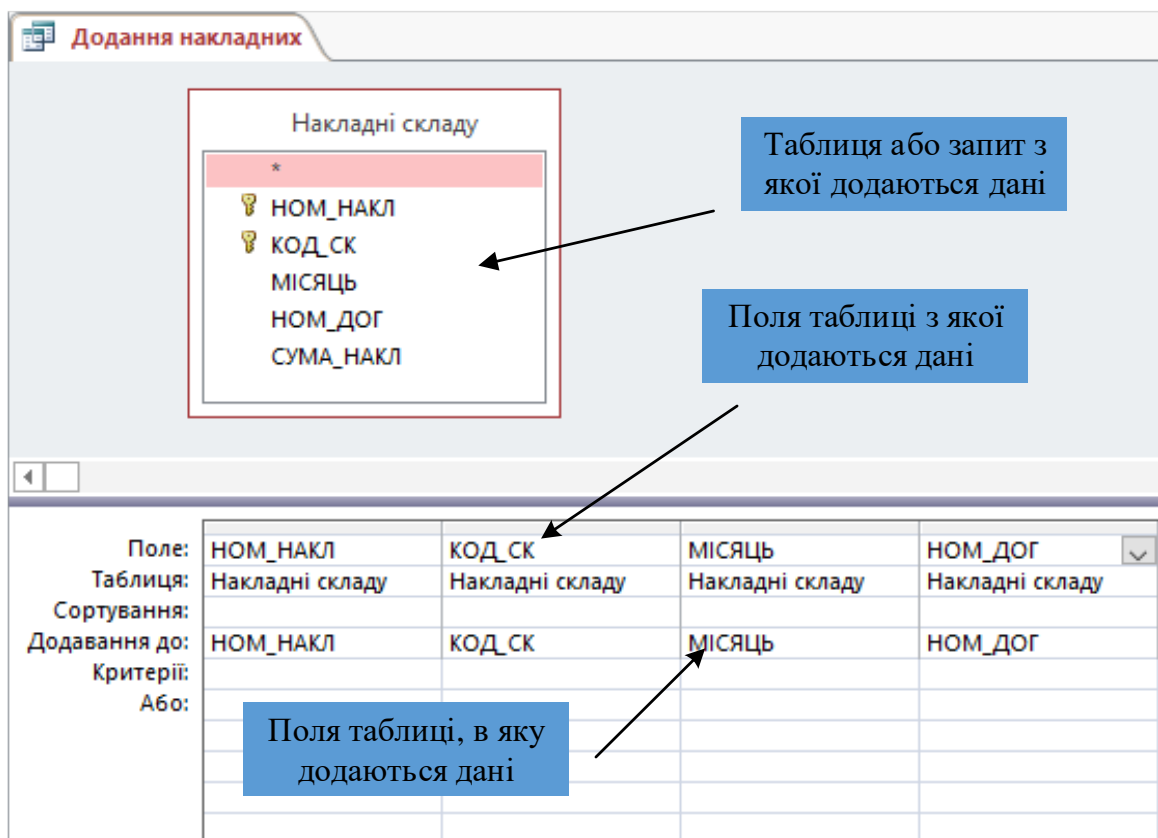 Додання накладних
Накладні складу
*
НОМ_НАКЛ
КОД_СК
МІСЯЦЬ
НОМ_ДОГ
СУМА_НАКЛ
Таблиця або запит з
якої додаються дані
Поля таблиці з якої
додаються дані
Поле: НОМ_НАКЛ КОД_СК МІСЯЦЬ НОМ_ДОГ
Таблиця: Накладні складу Накладні складу Накладні складу Накладні складу
Сортування:
Додавання до: НОМ_НАКЛ КОД_СК МІСЯЦЬ НОМ_ДОГ
Критерії:
Або:
Поля таблиці, в яку
додаються дані